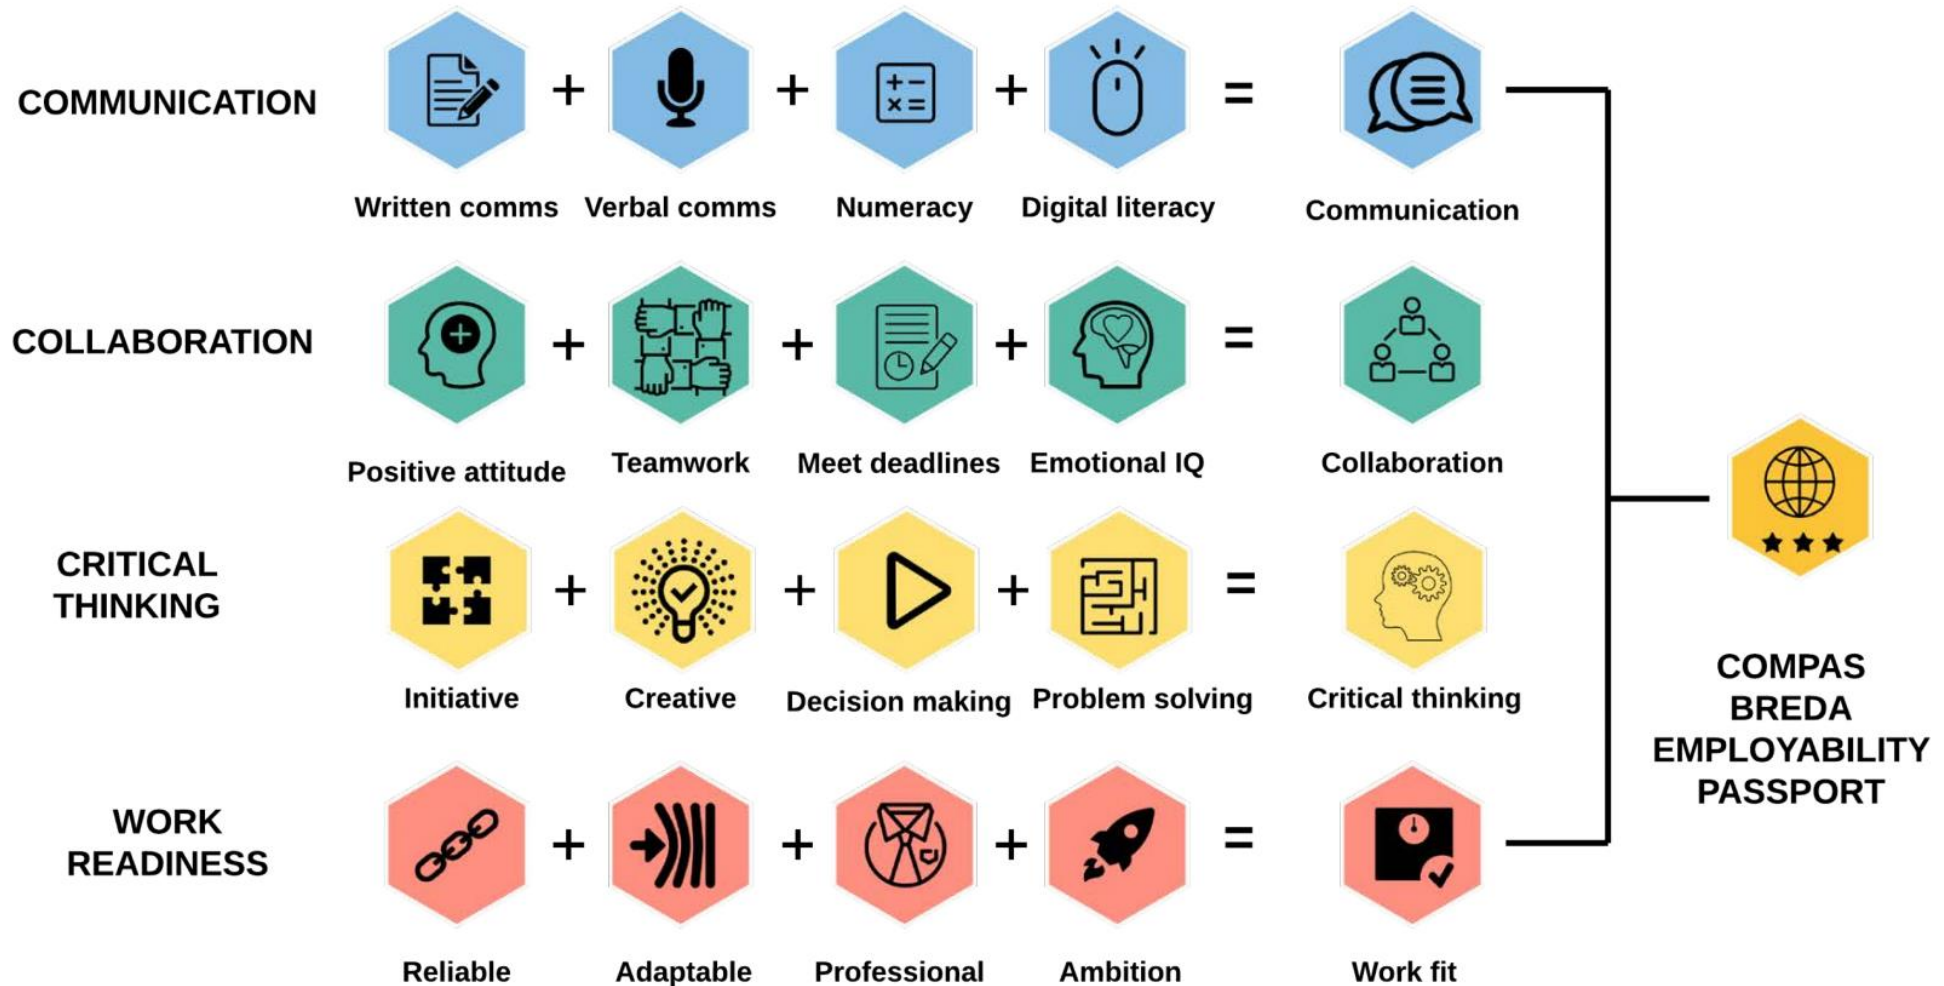 COMMUNICATION
+ + + =
Written comms Verbal comms Numeracy Digital literacy Communication
COLLABORATION
+ + + =
Positive attitude Teamwork Meet deadlines Emotional IQ Collaboration
CRITICAL
THINKING
+ + + =
Initiative Creative Decision making Problem solving Critical thinking
COMPAS
BREDA
EMPLOYABILITY
PASSPORT
WORK
READINESS
+ + + =
Reliable Adaptable Professional Ambition Work fit